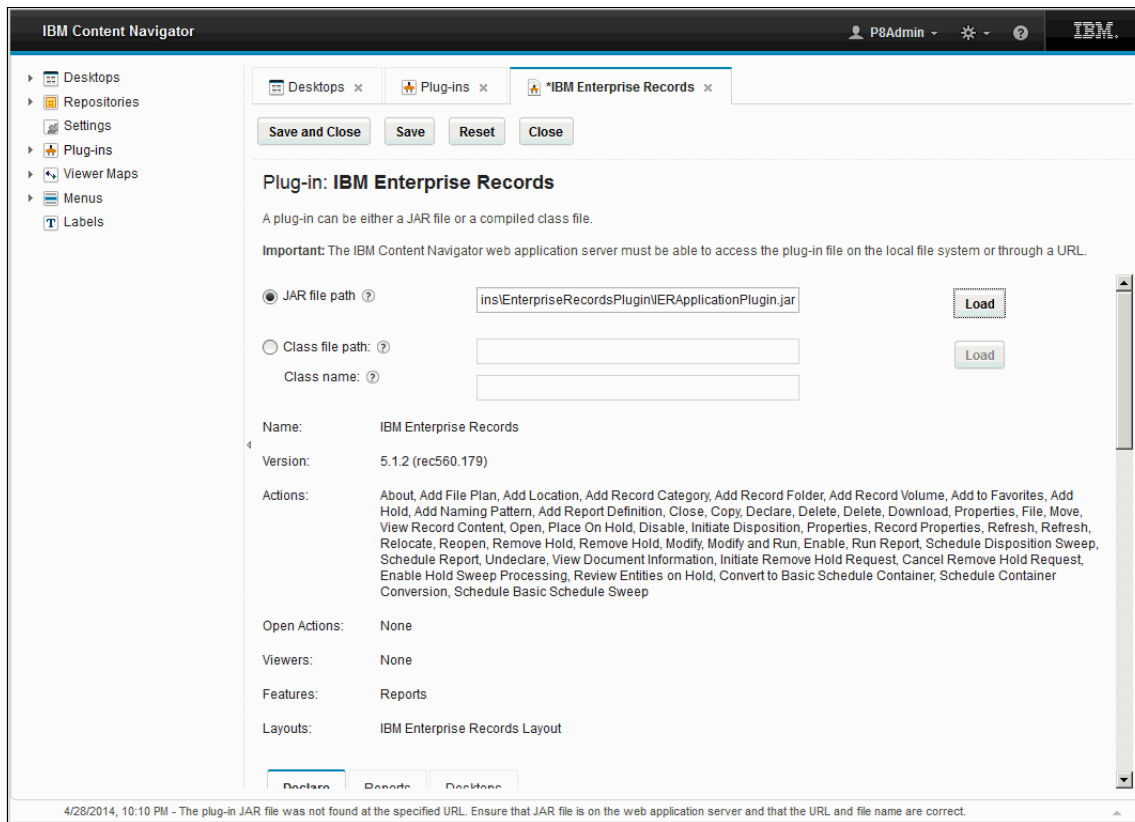 IBM Content Navigator
P8Admin
IBM.
Desktops
Repositories
Settings
Plug-ins
Viewer Maps
Menus
Labels
Desktops
Plug-ins
*IBM Enterprise Records
Save and Close
Save
Reset
Close
Plug-in: IBM Enterprise Records
A plug-in can be either a JAR file or a compiled class file.
Important: The IBM Content Navigator web application server must be able to access the plug-in file on the local file system or through a URL.
JAR file path
ins\EnterpriseRecordsPlugin\IERApplicationPlugin.jar
Load
Class file path:
Load
Class name:
Name: IBM Enterprise Records
Version: 5.1.2 (rec560.179)
Actions: About, Add File Plan, Add Location, Add Record Category, Add Record Folder, Add Record Volume, Add to Favorites, Add
Hold, Add Naming Pattern, Add Report Definition, Close, Copy, Declare, Delete, Delete, Download, Properties, File, Move,
View Record Content, Open, Place On Hold, Disable, Initiate Disposition, Properties, Record Properties, Refresh, Refresh,
Relocate, Reopen, Remove Hold, Remove Hold, Modify, Modify and Run, Enable, Run Report, Schedule Disposition Sweep,
Schedule Report, Undeclare, View Document Information, Initiate Remove Hold Request, Cancel Remove Hold Request,
Enable Hold Sweep Processing, Review Entities on Hold, Convert to Basic Schedule Container, Schedule Container
Conversion, Schedule Basic Schedule Sweep
Open Actions: None
Viewers: None
Features: Reports
Layouts: IBM Enterprise Records Layout
Declare
Reports
Desktops
4/28/2014, 10:10 PM - The plug-in JAR file was not found at the specified URL. Ensure that JAR file is on the web application server and that the URL and file name are correct.